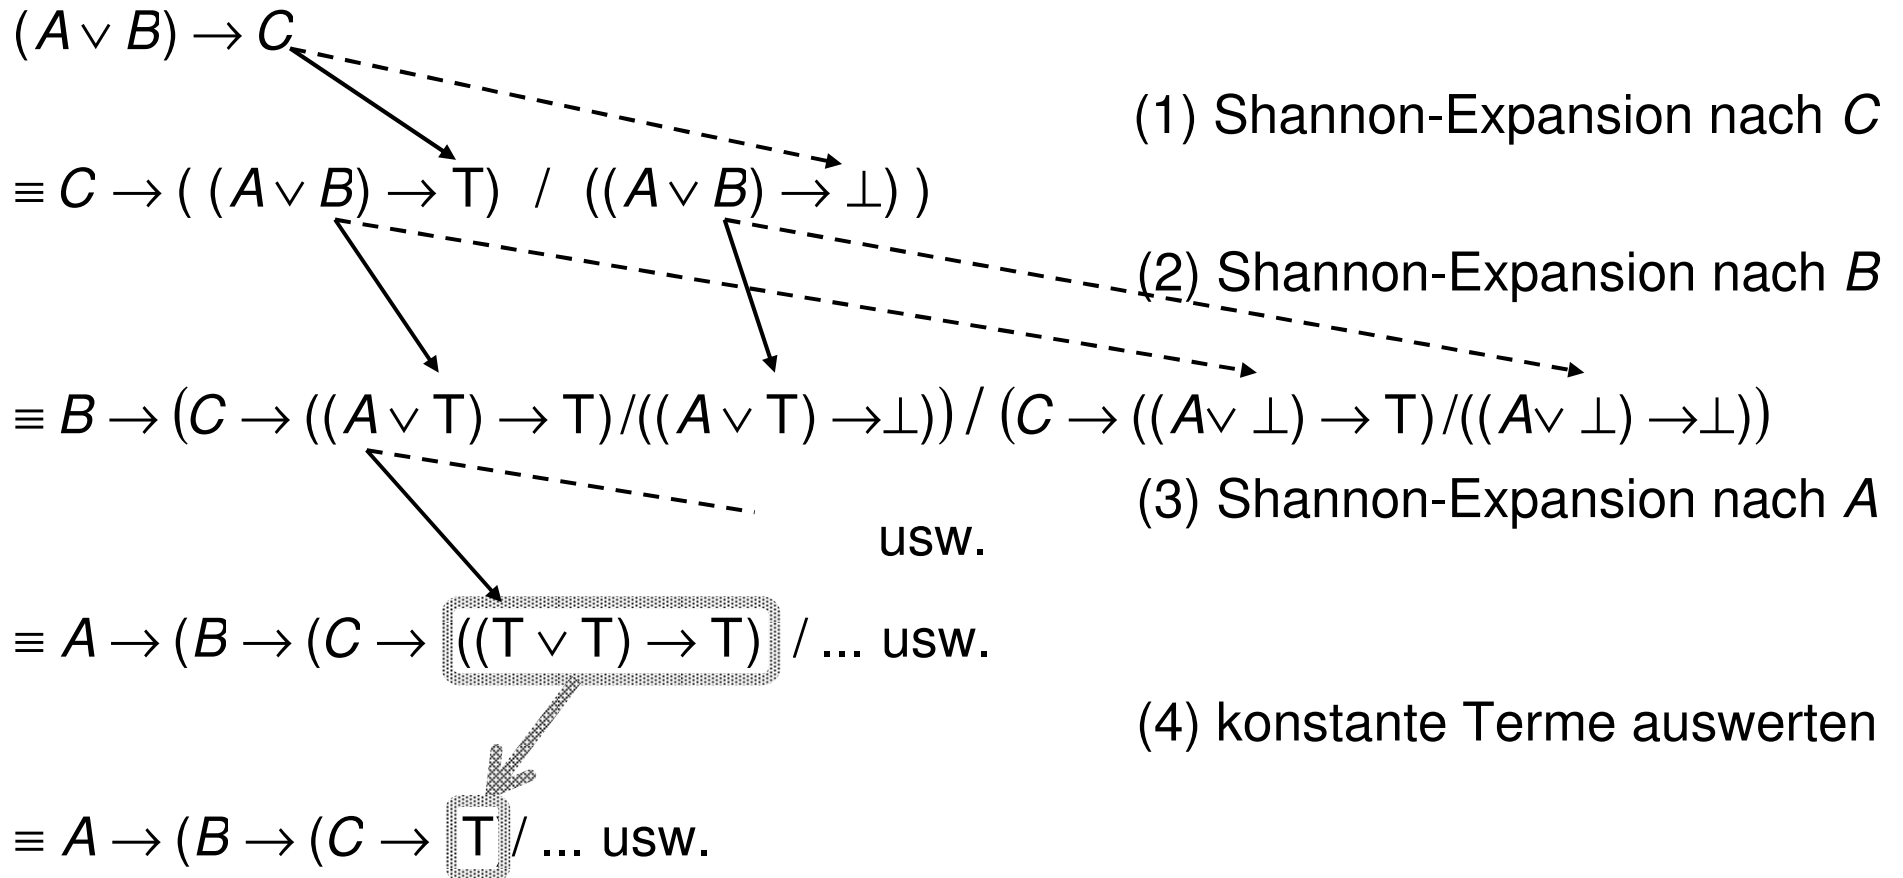 (A ∨ B) → C
(1) Shannon-Expansion nach C
≡ C → ( (A ∨ B) → T) / ((A ∨ B) → ⊥) )
(2) Shannon-Expansion nach B
≡ B → (C → ((A ∨ T) → T)/((A ∨ T) →⊥)) / (C → ((A∨ ⊥) → T)/((A∨ ⊥) →⊥))
(3) Shannon-Expansion nach A
usw.
≡ A → (B → (C → ((T ∨ T) → T) / ... usw.
(4) konstante Terme auswerten
≡ A → (B → (C → T / ... usw.